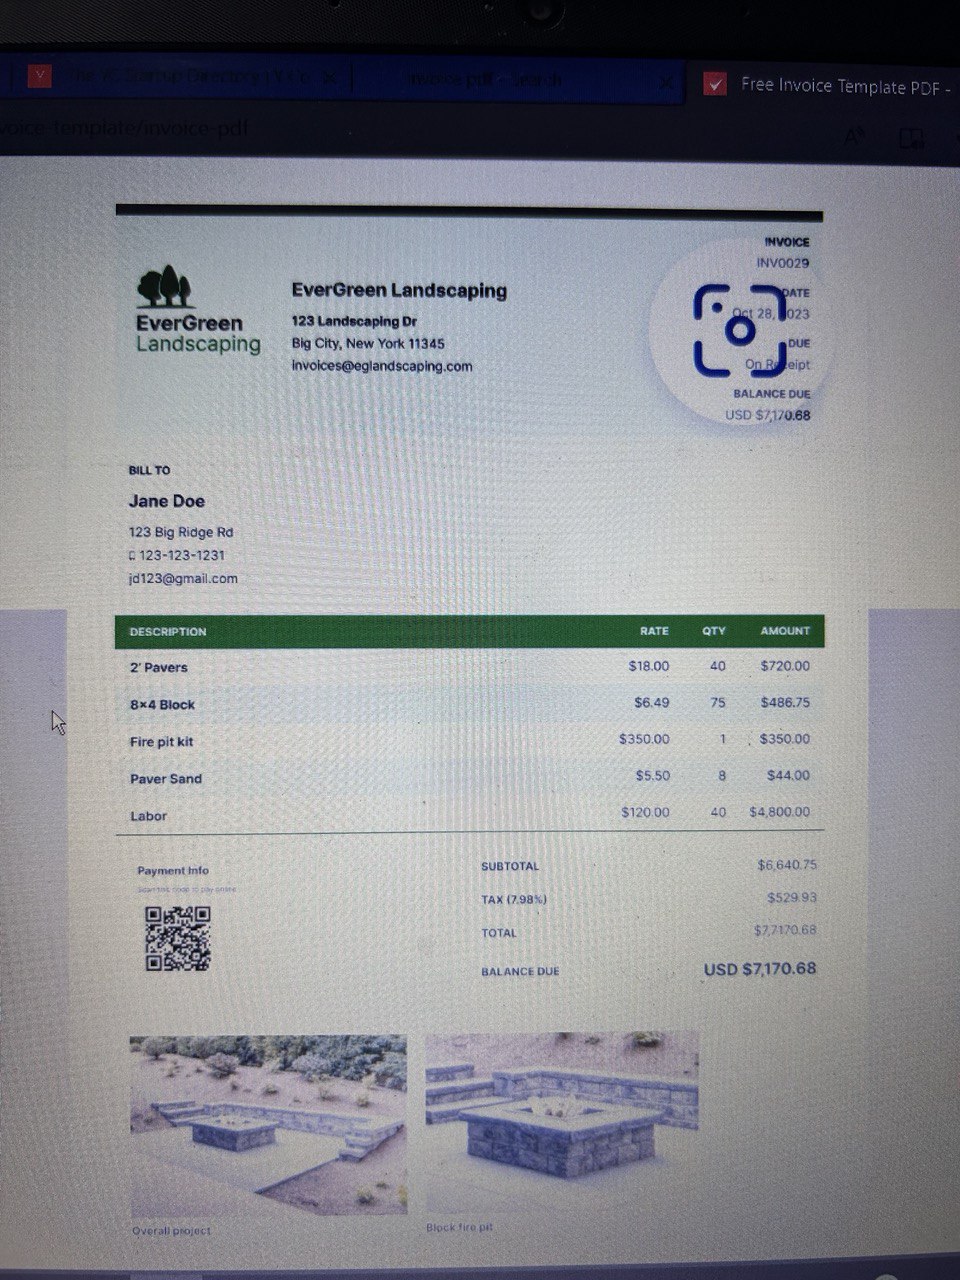 Free Invoice Template PDF -
voice-template/invoice-pdf
INVOICE
INV0029
DATE
Oct 28, 023
DUE
On Re eipt
BALANCE DUE
USD $7,170.68
EverGreen
Landscaping
EverGreen Landscaping
123 Landscaping Dr
Big City, New York 11345
invoices@eglandscaping.com
BILL TO
Jane Doe
123 Big Ridge Rd
123-123-1231
jd123@gmail.com
DESCRIPTION RATE QTY AMOUNT
2' Pavers $18.00 40 $720.00
8×4 Block $6.49 75 $486.75
Fire pit kit $350.00 1 $350.00
Paver Sand $5.50 8 $44.00
Labor $120.00 40 $4,800.00
Payment Info
Scan this code to pay online
SUBTOTAL $6,640.75
TAX (7.98%) $529.93
TOTAL $7,7170.68
BALANCE DUE USD $7,170.68
Overall project
Block fire pit